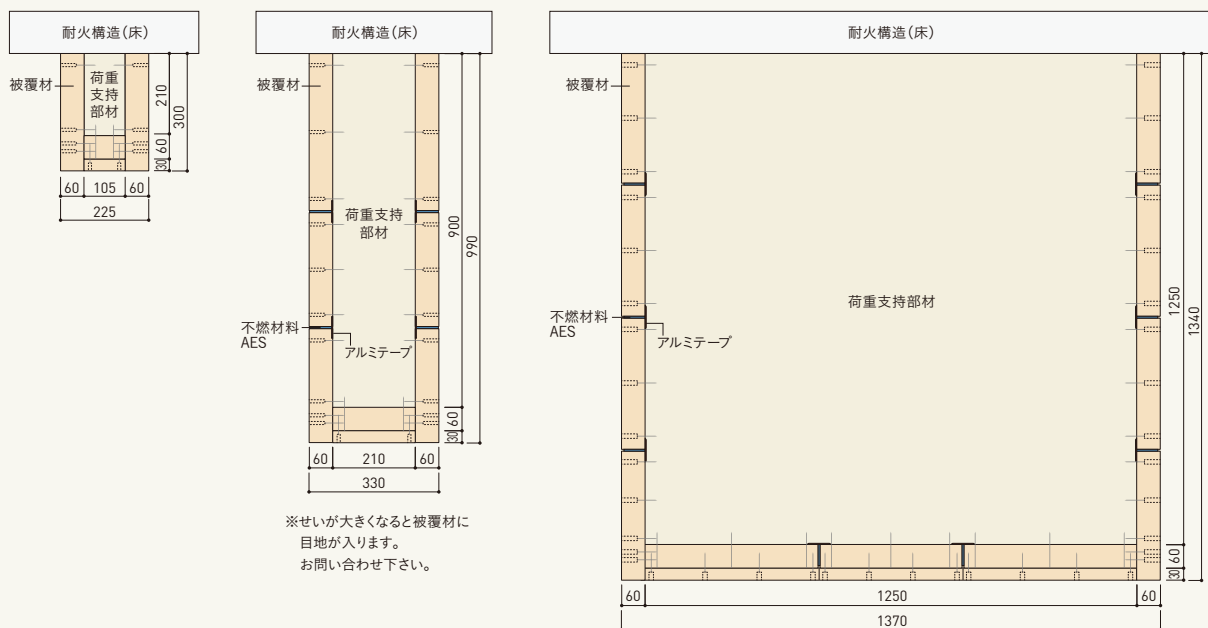 耐火構造(床)
被覆材
荷重
支持
部材
210
300
60
30
60
105
60
225
耐火構造(床)
被覆材
荷重支持
部材
不燃材料
AES
アルミテープ
900
990
60
30
60
210
60
330
※せいが大きくなると被覆材に
目地が入ります。
お問い合わせ下さい。
耐火構造(床)
被覆材
荷重支持部材
不燃材料
AES
アルミテープ
1250
1340
60
30
60
1250
60
1370